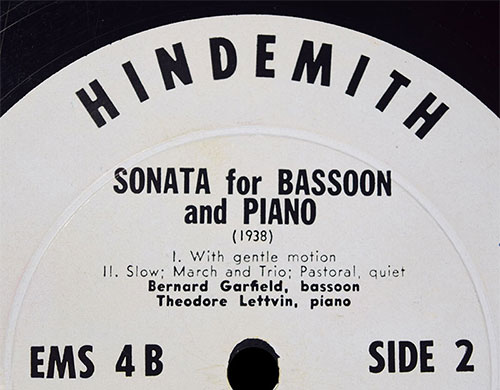 HINDEMITH
SONATA for BASSOON
and PIANO
(1938)
I. With gentle motion
II. Slow; March and Trio; Pastoral, quiet
Bernard Garfield, bassoon
Theodore Lettvin, piano
EMS 4B
SIDE 2